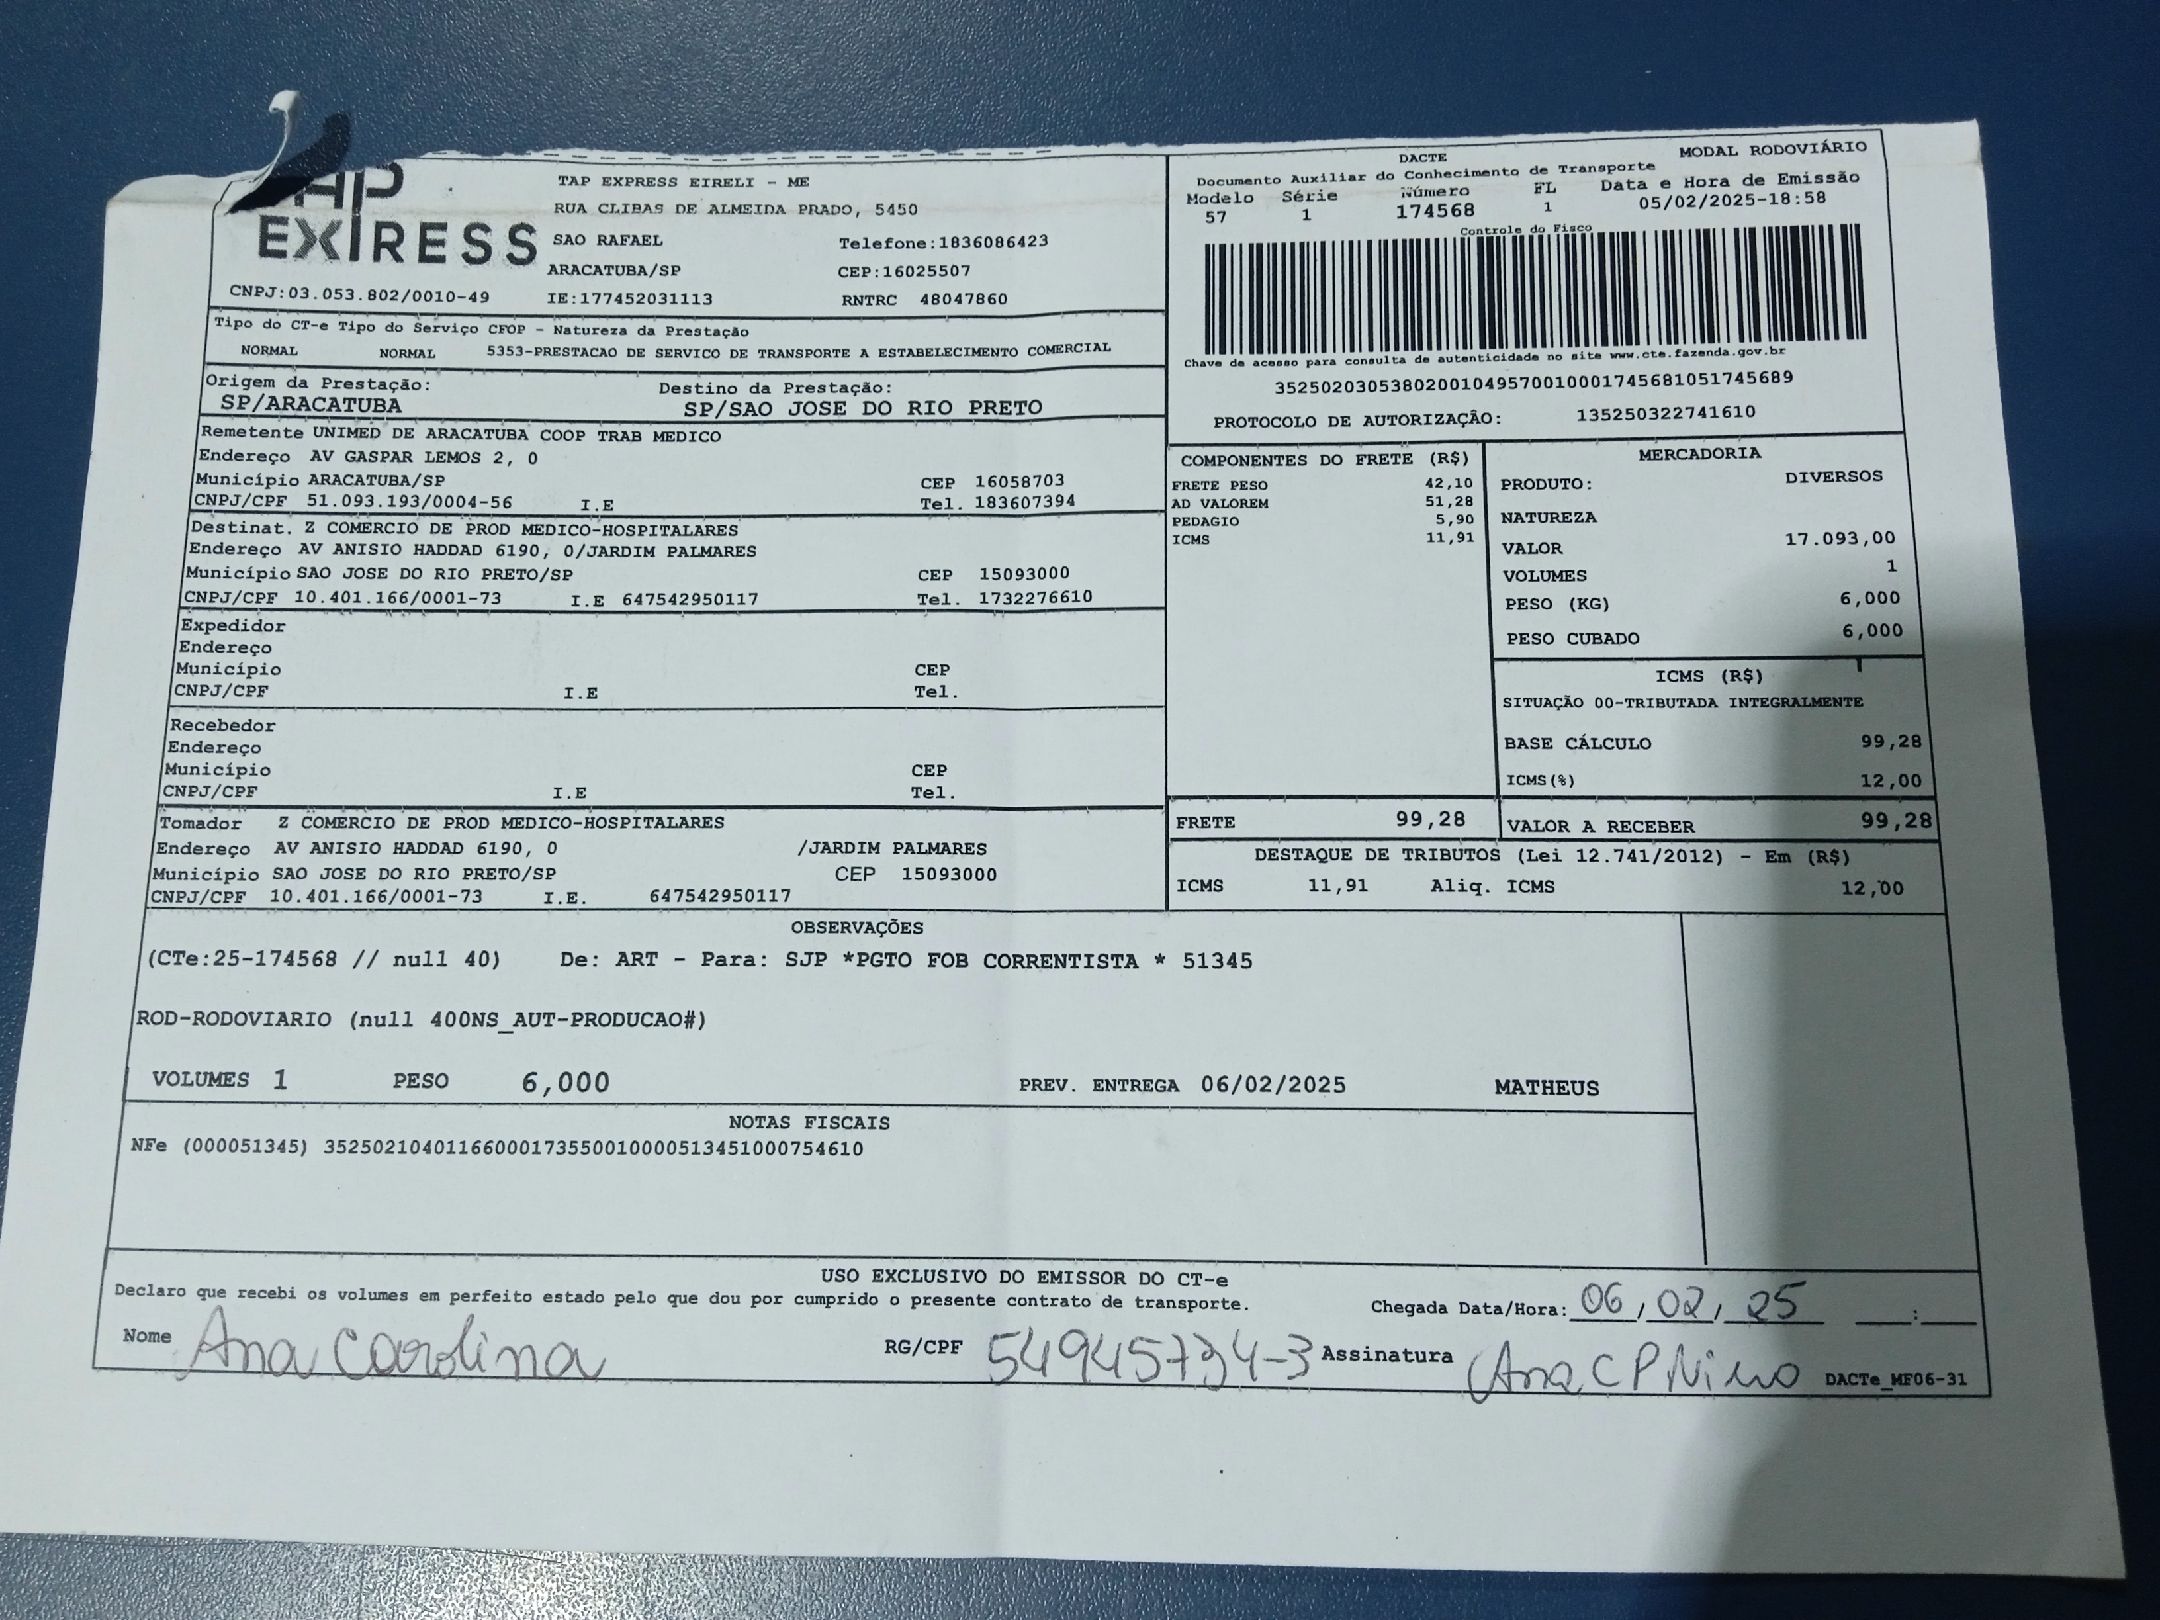 TAP EXPRESS
TAP EXPRESS EIRELI - ME
RUA CLIBAS DE ALMEIDA PRADO, 5450
SAO RAFAEL Telefone:1836086423
ARACATUBA/SP CEP:16025507
CNPJ:03.053.802/0010-49 IE:177452031113 RNTRC 48047860
DACTE MODAL RODOVIÁRIO
Documento Auxiliar do Conhecimento de Transporte
Modelo Série Número FL Data e Hora de Emissão
57 1 174568 1 05/02/2025-18:58
Controle do Fisco
Chave de acesso para consulta de autenticidade no site www.cte.fazenda.gov.br
35250203053802001049570010001745681051745689
PROTOCOLO DE AUTORIZAÇÃO: 135250322741610
Tipo do CT-e Tipo do Serviço CFOP - Natureza da Prestação
NORMAL NORMAL 5353-PRESTACAO DE SERVICO DE TRANSPORTE A ESTABELECIMENTO COMERCIAL
Origem da Prestação: Destino da Prestação:
SP/ARACATUBA SP/SAO JOSE DO RIO PRETO
Remetente UNIMED DE ARACATUBA COOP TRAB MEDICO
Endereço AV GASPAR LEMOS 2, 0
Município ARACATUBA/SP CEP 16058703
CNPJ/CPF 51.093.193/0004-56 I.E Tel. 183607394
Destinat. Z COMERCIO DE PROD MEDICO-HOSPITALARES
Endereço AV ANISIO HADDAD 6190, 0/JARDIM PALMARES
Município SAO JOSE DO RIO PRETO/SP CEP 15093000
CNPJ/CPF 10.401.166/0001-73 I.E 647542950117 Tel. 1732276610
Expedidor
Endereço
Município CEP
CNPJ/CPF I.E Tel.
Recebedor
Endereço
Município CEP
CNPJ/CPF I.E Tel.
Tomador Z COMERCIO DE PROD MEDICO-HOSPITALARES
Endereço AV ANISIO HADDAD 6190, 0 /JARDIM PALMARES
Município SAO JOSE DO RIO PRETO/SP CEP 15093000
CNPJ/CPF 10.401.166/0001-73 I.E. 647542950117
COMPONENTES DO FRETE (R$)
FRETE PESO 42,10
AD VALOREM 51,28
PEDAGIO 5,90
ICMS 11,91
MERCADORIA
PRODUTO: DIVERSOS
NATUREZA
VALOR 17.093,00
VOLUMES 1
PESO (KG) 6,000
PESO CUBADO 6,000
ICMS (R$)
SITUAÇÃO 00-TRIBUTADA INTEGRALMENTE
BASE CÁLCULO 99,28
ICMS(%) 12,00
FRETE 99,28 VALOR A RECEBER 99,28
DESTAQUE DE TRIBUTOS (Lei 12.741/2012) - Em (R$)
ICMS 11,91 Aliq. ICMS 12,00
OBSERVAÇÕES
(CTe:25-174568 // null 40) De: ART - Para: SJP *PGTO FOB CORRENTISTA * 51345
ROD-RODOVIARIO (null 400NS_AUT-PRODUCAO#)
VOLUMES 1 PESO 6,000 PREV. ENTREGA 06/02/2025 MATHEUS
NOTAS FISCAIS
NFe (000051345) 35250210401166000173550010000513451000754610
USO EXCLUSIVO DO EMISSOR DO CT-e
Declaro que recebi os volumes em perfeito estado pelo que dou por cumprido o presente contrato de transporte. Chegada Data/Hora: 06/02/25 __:__
Nome Ana Carolina RG/CPF 54945734-3 Assinatura Ana C P DACTe_MF06-31